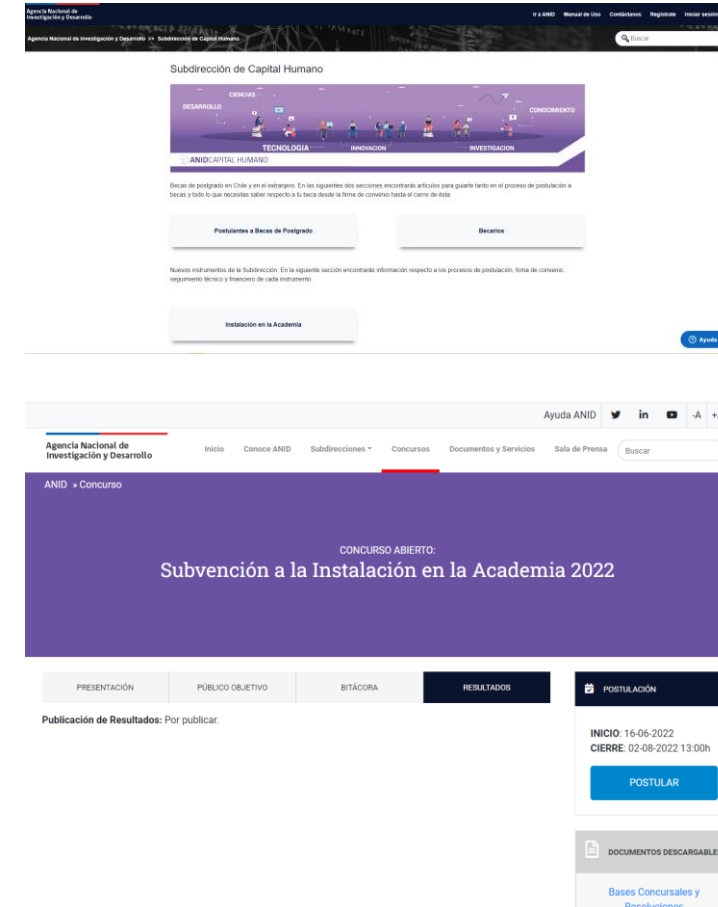 Agencia Nacional de
Investigación y Desarrollo
Ir a ANID Manual de Uso Contáctanos Regístrate Iniciar sesión
Agencia Nacional de Investigación y Desarrollo >> Subdirección de Capital Humano
Buscar
Subdirección de Capital Humano
CIENCIAS
DESARROLLO
CONOCIMIENTO
TECNOLOGIA INNOVACION INVESTIGACION
ANIDCAPITAL HUMANO
Becas de postgrado en Chile y en el extranjero. En las siguientes dos secciones encontrarás artículos para guiarte tanto en el proceso de postulación a
becas y todo lo que necesitas saber respecto a tu beca desde la firma de convenio hasta el cierre de ésta.
Postulantes a Becas de Postgrado Becarios
Nuevos instrumentos de la Subdirección. En la siguiente sección encontrarás información respecto a los procesos de postulación, firma de convenio,
seguimiento técnico y financiero de cada instrumento.
Instalación en la Academia
Ayuda
Ayuda ANID -A
Agencia Nacional de
Investigación y Desarrollo
Inicio Conoce ANID Subdirecciones Concursos Documentos y Servicios Sala de Prensa Buscar
ANID » Concurso
CONCURSO ABIERTO:
Subvención a la Instalación en la Academia 2022
PRESENTACIÓN PÚBLICO OBJETIVO BITÁCORA RESULTADOS
POSTULACIÓN
Publicación de Resultados: Por publicar.
INICIO: 16-06-2022
CIERRE: 02-08-2022 13:00h
POSTULAR
DOCUMENTOS DESCARGABLE
Bases Concursales y
Resoluciones